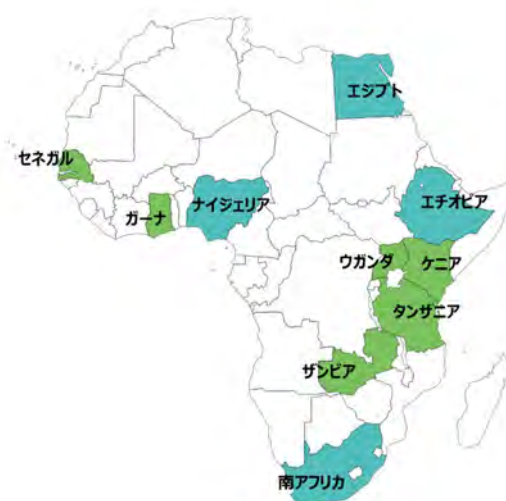 エジプト
セネガル
ナイジェリア
エチオピア
ガーナ
ウガンダ
ケニア
タンザニア
ザンビア
南アフリカ